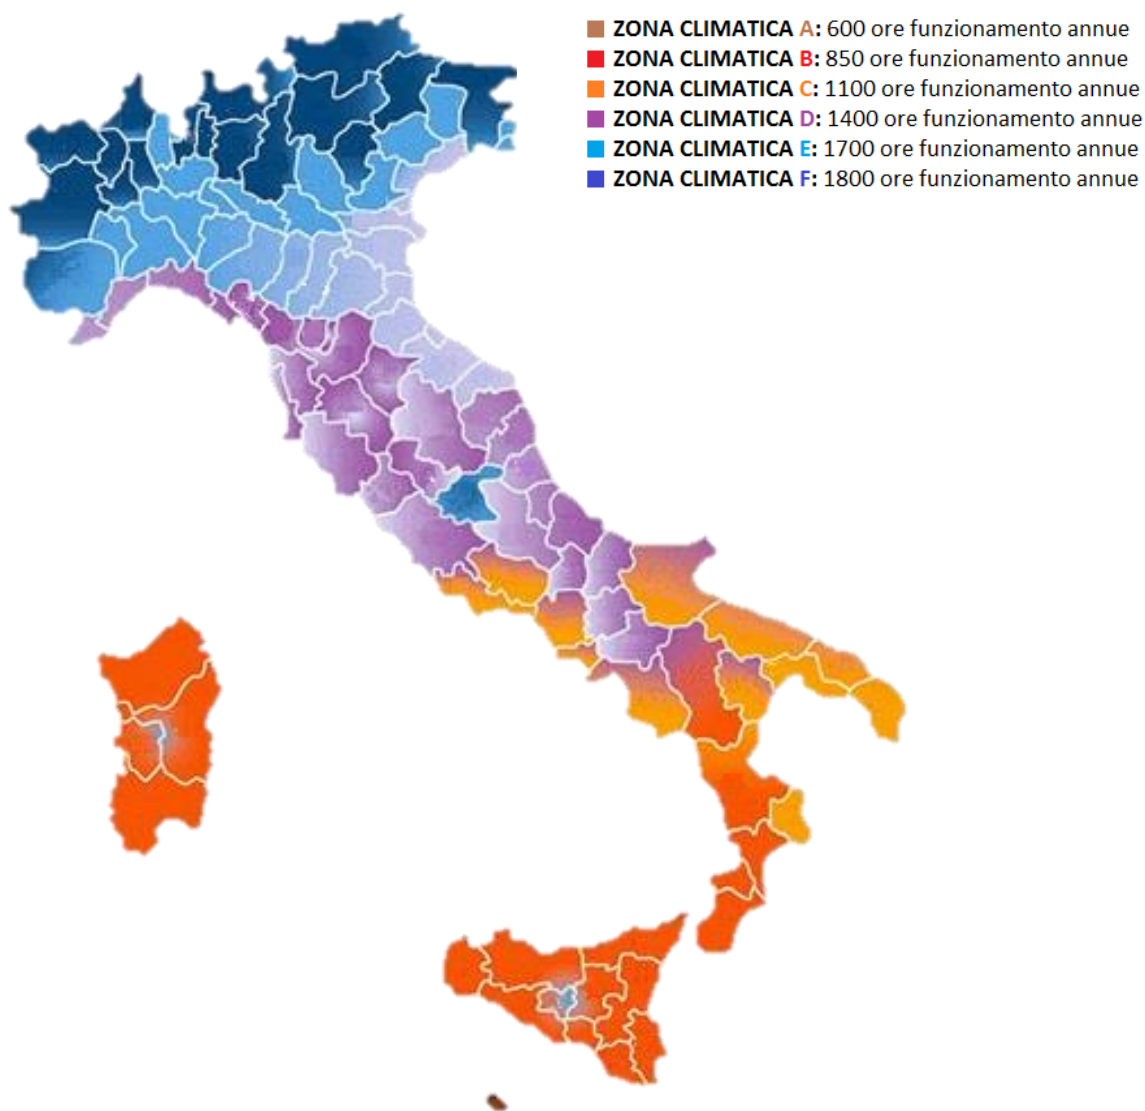 ZONA CLIMATICA A: 600 ore funzionamento annue
ZONA CLIMATICA B: 850 ore funzionamento annue
ZONA CLIMATICA C: 1100 ore funzionamento annue
ZONA CLIMATICA D: 1400 ore funzionamento annue
ZONA CLIMATICA E: 1700 ore funzionamento annue
ZONA CLIMATICA F: 1800 ore funzionamento annue